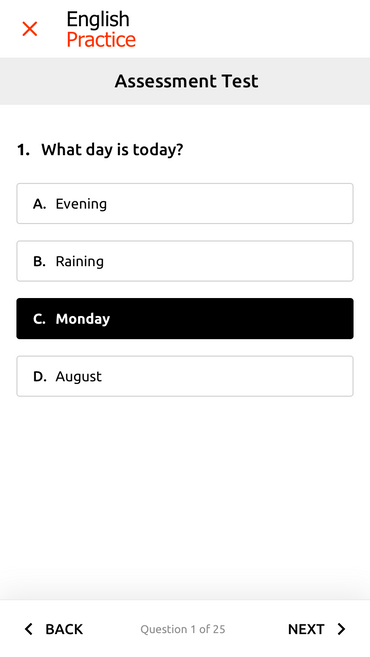 English
Practice
Assessment Test
1. What day is today?
A. Evening
B. Raining
C. Monday
D. August
BACK Question 1 of 25 NEXT